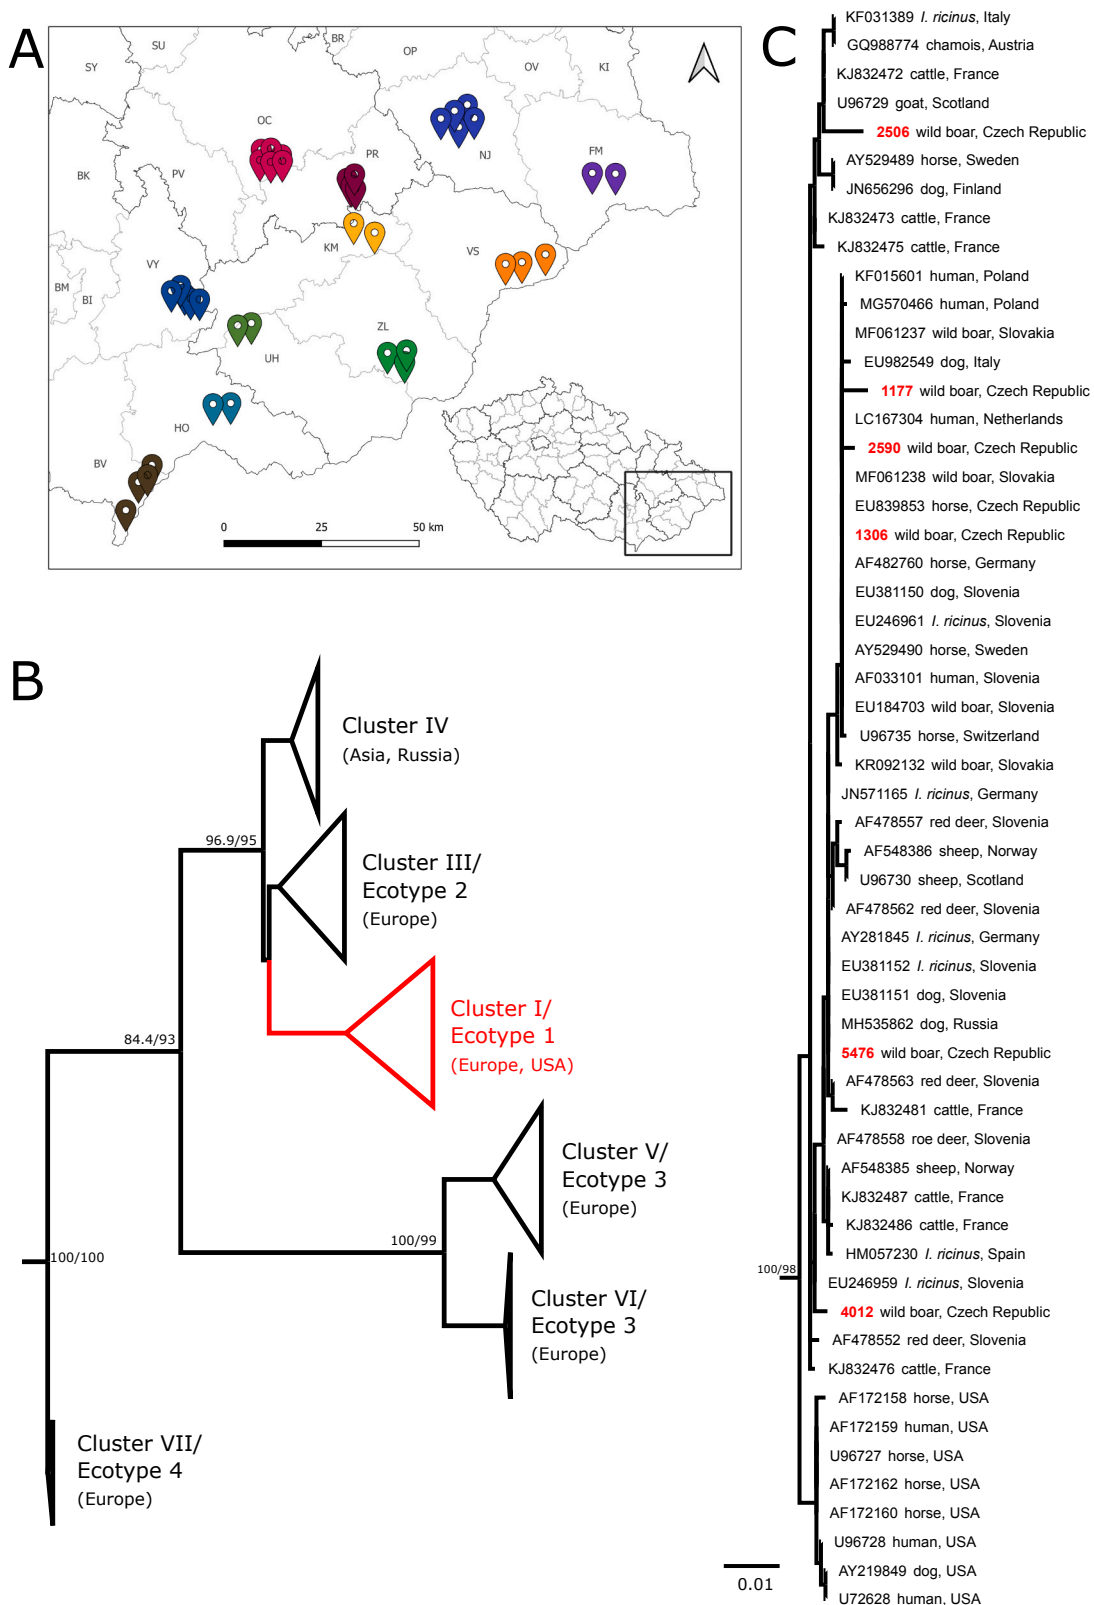 A
SU
BR
OP
SY
OV
KI
OC
PR
NJ
FM
BK
PV
KM
VS
VY
BM
BI
ZL
UH
HO
BV
0
25
50 km
B
Cluster IV
(Asia, Russia)
96.9/95
Cluster III/
Ecotype 2
(Europe)
Cluster I/
Ecotype 1
(Europe, USA)
84.4/93
Cluster V/
Ecotype 3
(Europe)
100/99
100/100
Cluster VI/
Ecotype 3
(Europe)
Cluster VII/
Ecotype 4
(Europe)
C
KF031389 I. ricinus, Italy
GQ988774 chamois, Austria
KJ832472 cattle, France
U96729 goat, Scotland
2506 wild boar, Czech Republic
AY529489 horse, Sweden
JN656296 dog, Finland
KJ832473 cattle, France
KJ832475 cattle, France
KF015601 human, Poland
MG570466 human, Poland
MF061237 wild boar, Slovakia
EU982549 dog, Italy
1177 wild boar, Czech Republic
LC167304 human, Netherlands
2590 wild boar, Czech Republic
MF061238 wild boar, Slovakia
EU839853 horse, Czech Republic
1306 wild boar, Czech Republic
AF482760 horse, Germany
EU381150 dog, Slovenia
EU246961 I. ricinus, Slovenia
AY529490 horse, Sweden
AF033101 human, Slovenia
EU184703 wild boar, Slovenia
U96735 horse, Switzerland
KR092132 wild boar, Slovakia
JN571165 I. ricinus, Germany
AF478557 red deer, Slovenia
AF548386 sheep, Norway
U96730 sheep, Scotland
AF478562 red deer, Slovenia
AY281845 I. ricinus, Germany
EU381152 I. ricinus, Slovenia
EU381151 dog, Slovenia
MH535862 dog, Russia
5476 wild boar, Czech Republic
AF478563 red deer, Slovenia
KJ832481 cattle, France
AF478558 roe deer, Slovenia
AF548385 sheep, Norway
KJ832487 cattle, France
KJ832486 cattle, France
HM057230 I. ricinus, Spain
100/98
EU246959 I. ricinus, Slovenia
4012 wild boar, Czech Republic
AF478552 red deer, Slovenia
KJ832476 cattle, France
AF172158 horse, USA
AF172159 human, USA
U96727 horse, USA
AF172162 horse, USA
AF172160 horse, USA
U96728 human, USA
AY219849 dog, USA
U72628 human, USA
0.01